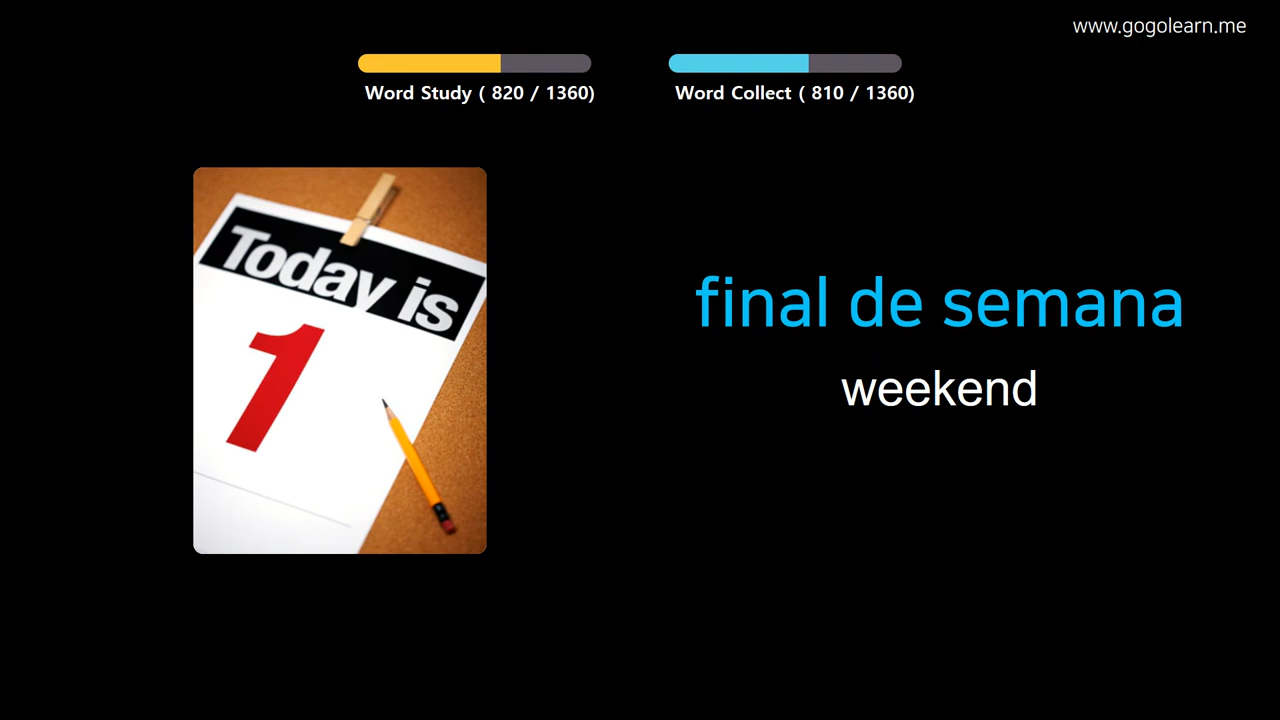 www.gogolearn.me
Word Study ( 820 / 1360)
Word Collect ( 810 / 1360)
Today is
1
final de semana
weekend